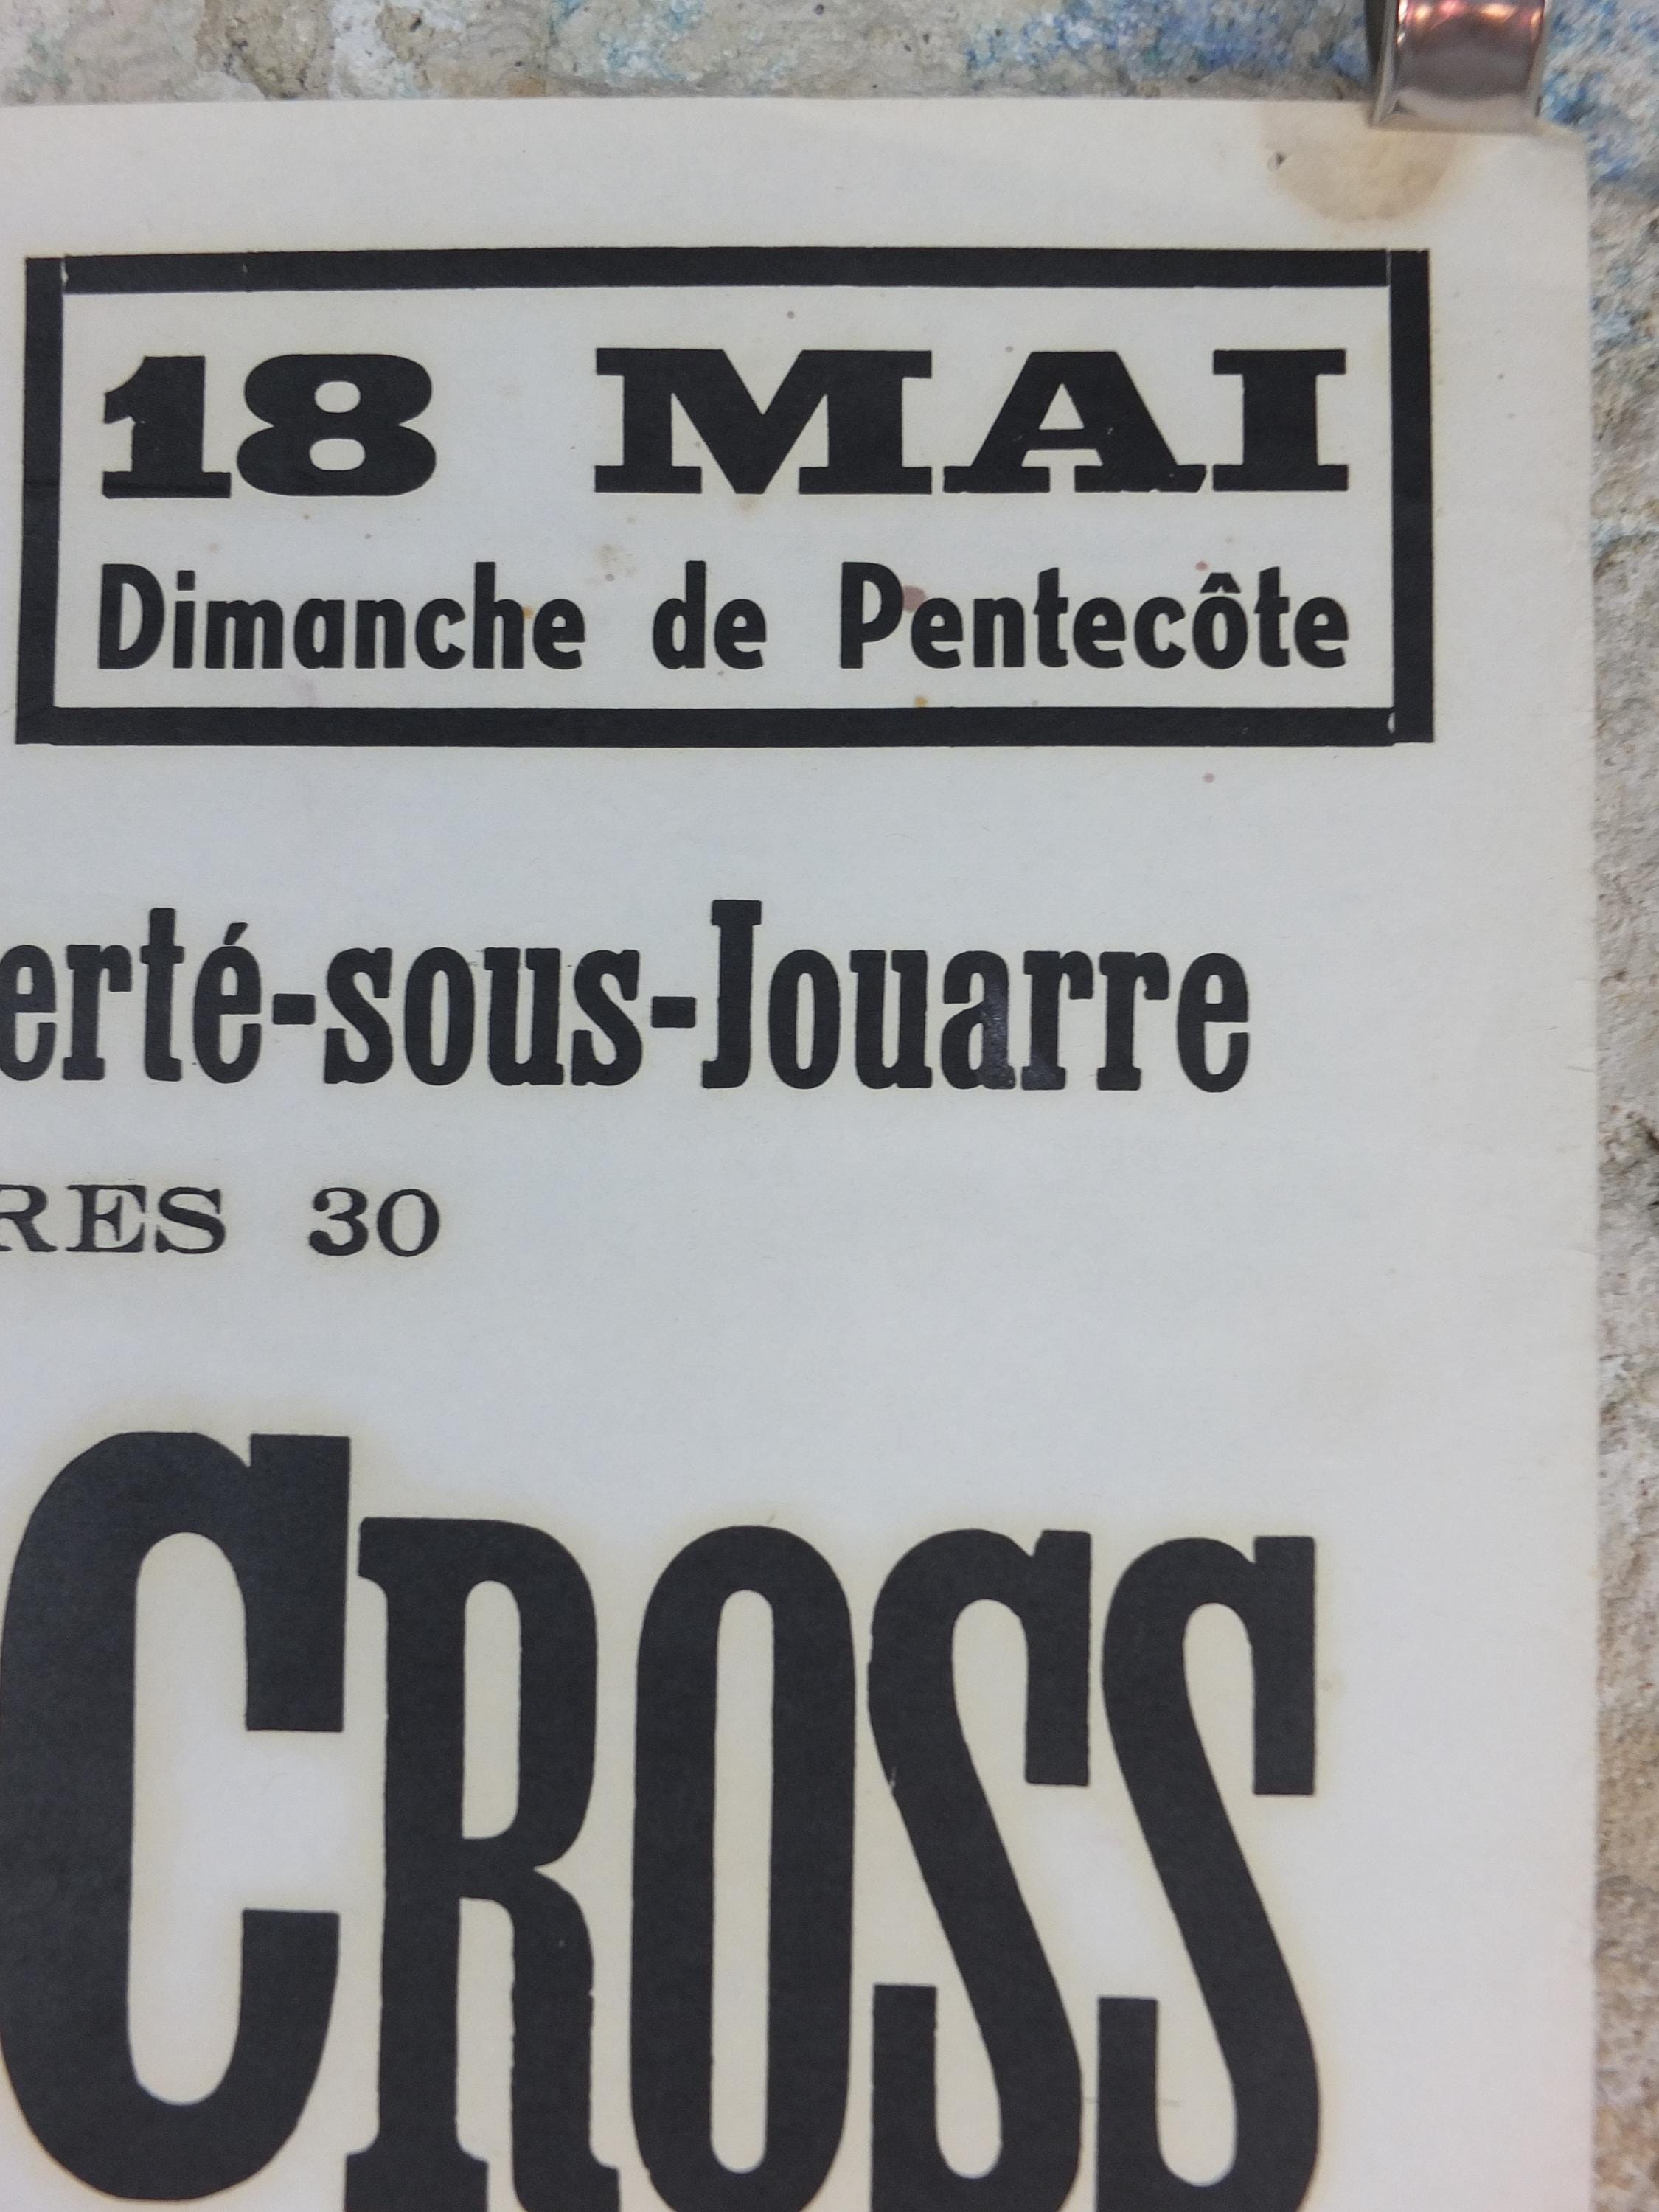 18 MAI
Dimanche de Pentecôte
erté-sous-Jouarre
RES 30
CROSS